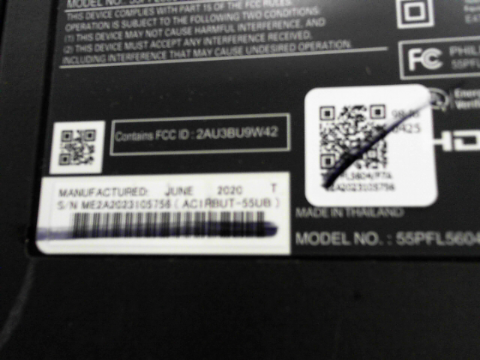 THIS DEVICE COMPLIES WITH PART 15 OF THE FCC RULES.
OPERATION IS SUBJECT TO THE FOLLOWING TWO CONDITIONS:
(1) THIS DEVICE MAY NOT CAUSE HARMFUL INTERFERENCE, AND
(2) THIS DEVICE MUST ACCEPT ANY INTERFERENCE RECEIVED,
INCLUDING INTERFERENCE THAT MAY CAUSE UNDESIRED OPERATION.
FC
Contains FCC ID : 2AU3BU9W42
MANUFACTURED: JUNE 2020 T
S/N ME2A2023105756 ( AC1RBUT-55UB )
0425
HD
MADE IN THAILAND
MODEL NO. : 55PFL5604